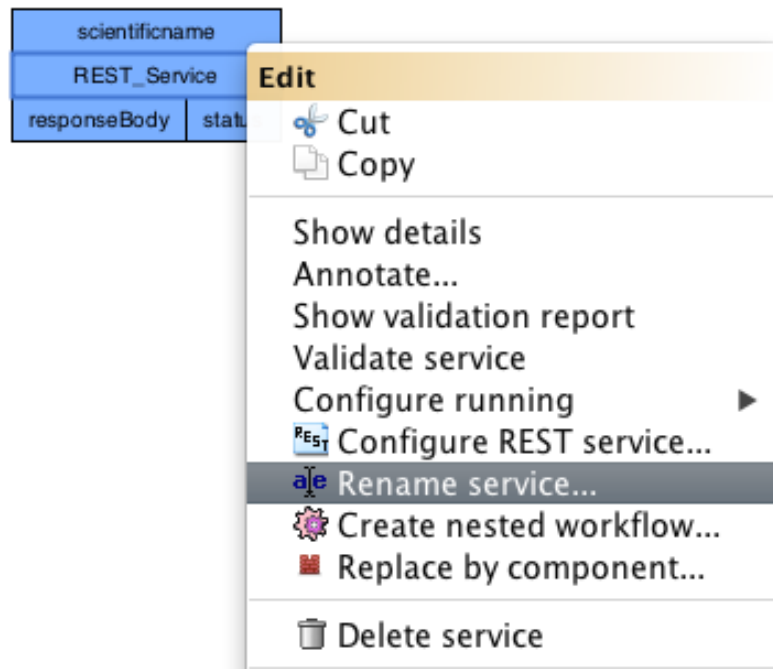 scientificname
REST_Service
responseBody
Edit
Cut
Copy
Show details
Annotate...
Show validation report
Validate service
Configure running
REST Configure REST service...
a e Rename service...
Create nested workflow...
Replace by component...
Delete service